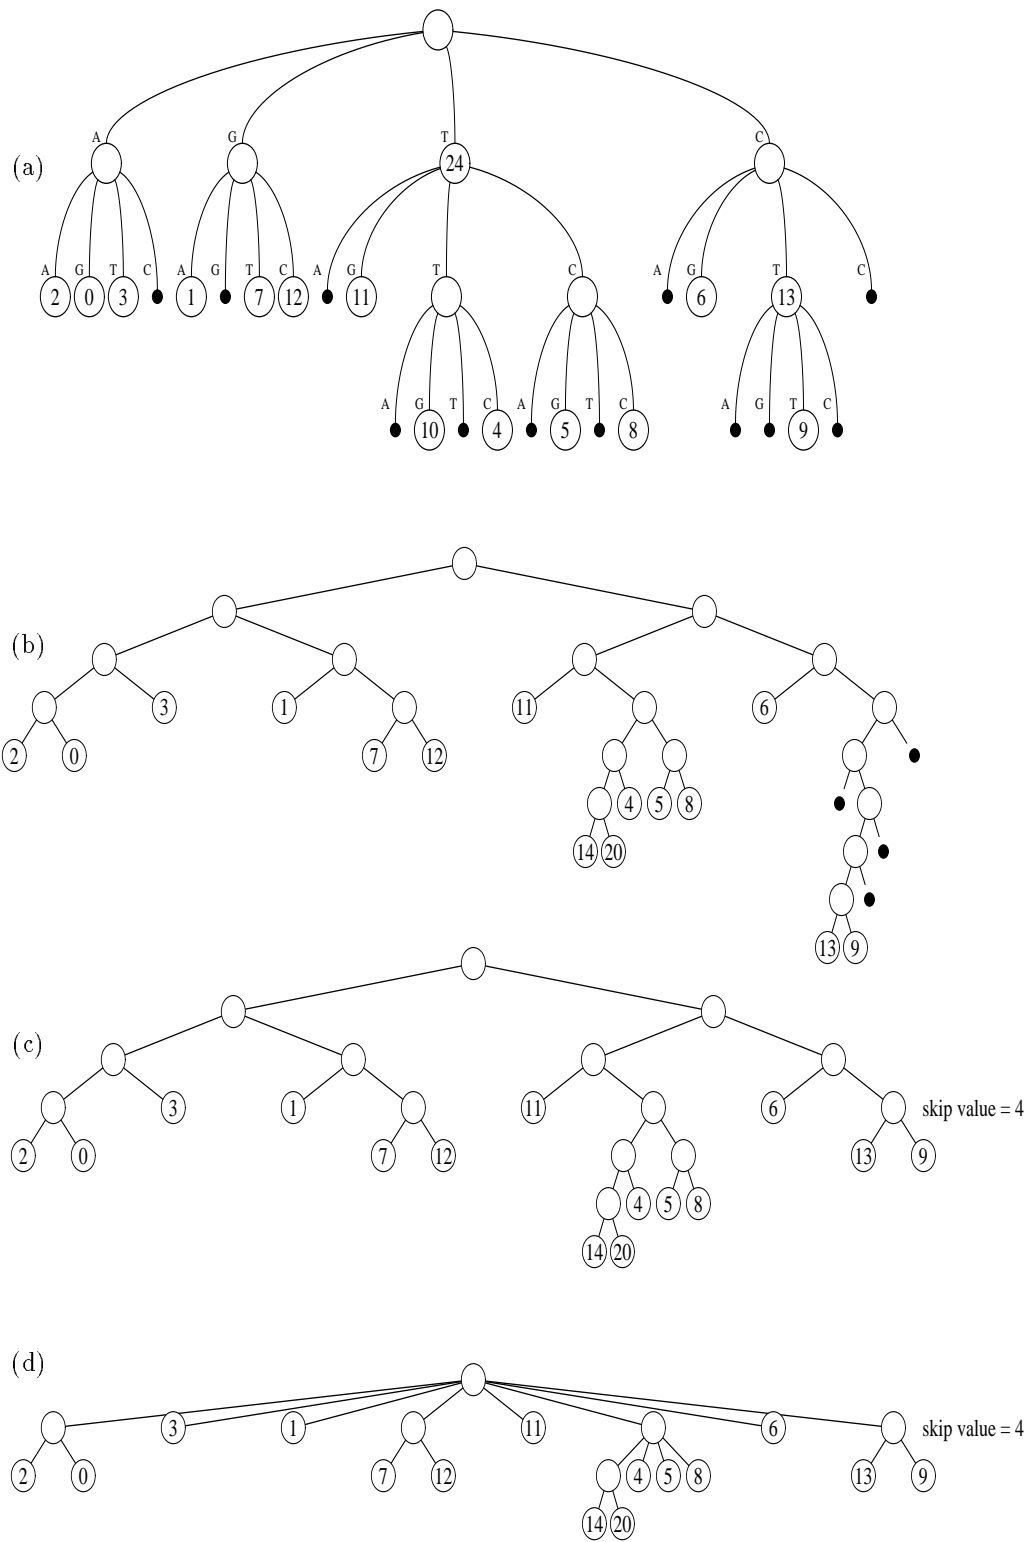 A G T C
(a) 24
A G T C A G T C A G T C A G T C
2 0 3 1 7 12 11 6 13
A G T C A G T C A G T C
10 4 5 8 9
(b)
3 1 11 6
2 0 7 12
4 5 8
14 20
13 9
(c)
3 1 11 6 skip value = 4
2 0 7 12 13 9
4 5 8
14 20
(d)
3 1 11 6 skip value = 4
2 0 7 12 4 5 8 13 9
14 20